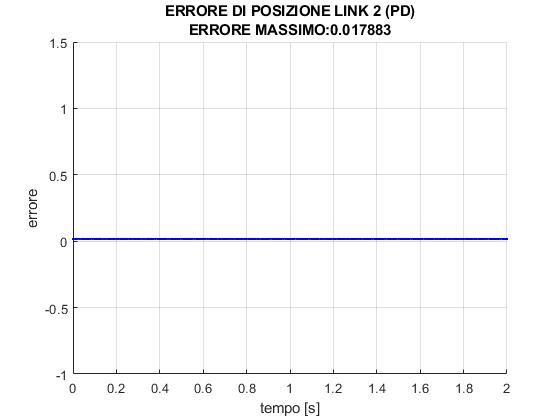 ERRORE DI POSIZIONE LINK 2 (PD)
ERRORE MASSIMO:0.017883
1.5
1
0.5
0
-0.5
-1
errore
0 0.2 0.4 0.6 0.8 1 1.2 1.4 1.6 1.8 2
tempo [s]